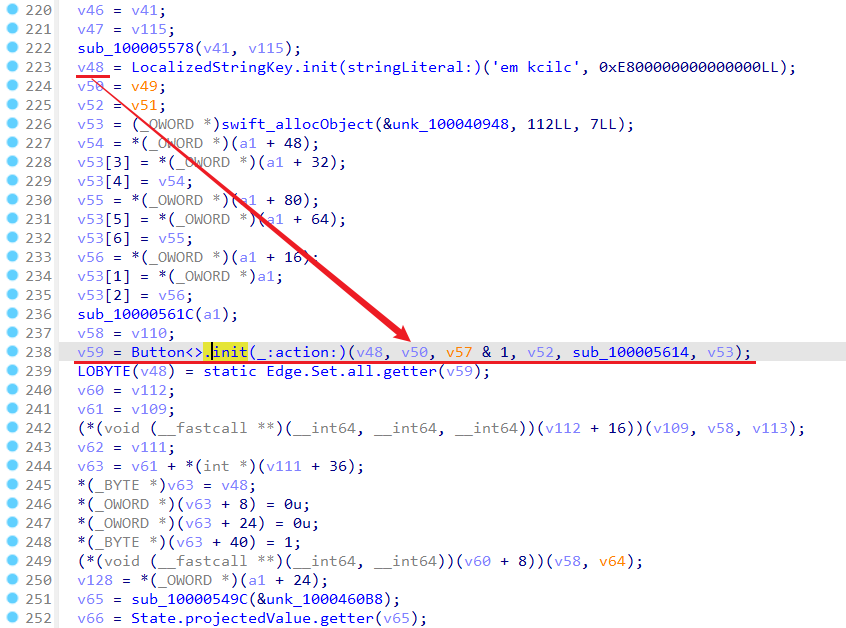 220 v46 = v41;
221 v47 = v115;
222 sub_100005578(v41, v115);
223 v48 = LocalizedStringKey.init(stringLiteral:)('em kcilc', 0xE800000000000000LL);
224 v50 = v49;
225 v52 = v51;
226 v53 = (_OWORD *)swift_allocObject(&unk_100040948, 112LL, 7LL);
227 v54 = *(_OWORD *)(a1 + 48);
228 v53[3] = *(_OWORD *)(a1 + 32);
229 v53[4] = v54;
230 v55 = *(_OWORD *)(a1 + 80);
231 v53[5] = *(_OWORD *)(a1 + 64);
232 v53[6] = v55;
233 v56 = *(_OWORD *)(a1 + 16);
234 v53[1] = *(_OWORD *)a1;
235 v53[2] = v56;
236 sub_10000561C(a1);
237 v58 = v110;
238 v59 = Button<>.init(_:action:)(v48, v50, v57 & 1, v52, sub_100005614, v53);
239 LOBYTE(v48) = static Edge.Set.all.getter(v59);
240 v60 = v112;
241 v61 = v109;
242 (*(void (__fastcall **)(__int64, __int64, __int64))(v112 + 16))(v109, v58, v113);
243 v62 = v111;
244 v63 = v61 + *(int *)(v111 + 36);
245 *(_BYTE *)v63 = v48;
246 *(_OWORD *)(v63 + 8) = 0u;
247 *(_OWORD *)(v63 + 24) = 0u;
248 *(_BYTE *)(v63 + 40) = 1;
249 (*(void (__fastcall **)(__int64, __int64))(v60 + 8))(v58, v64);
250 v128 = *(_OWORD *)(a1 + 24);
251 v65 = sub_10000549C(&unk_1000460B8);
252 v66 = State.projectedValue.getter(v65);